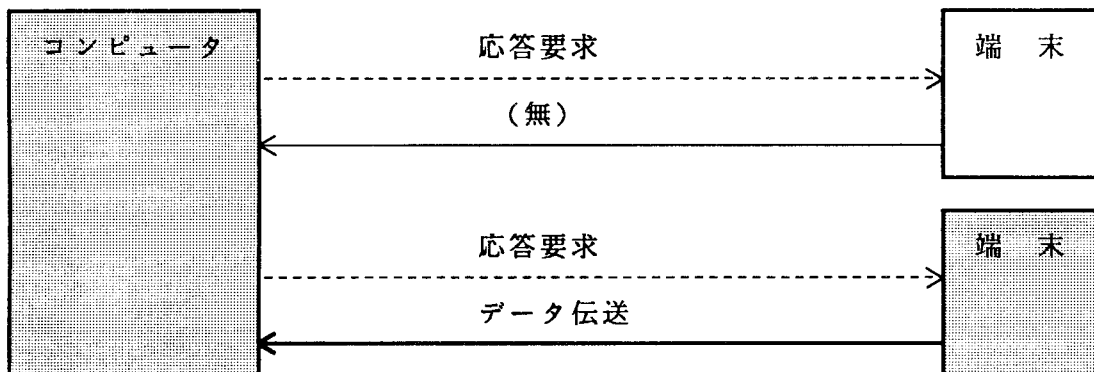 コンピュータ
応答要求
端 末
（無）
応答要求
端 末
データ伝送